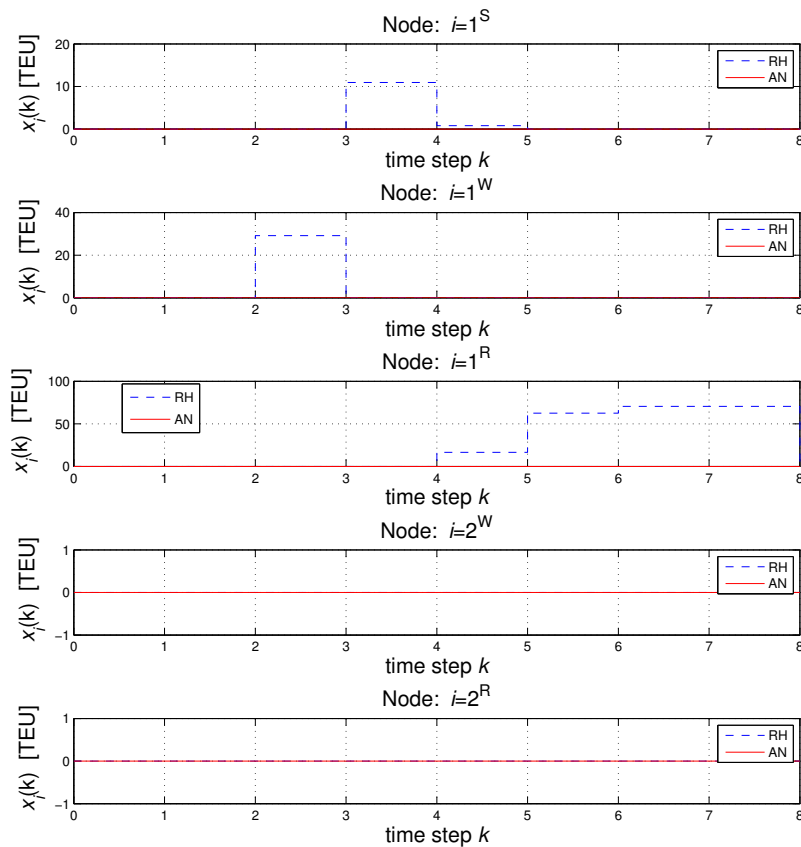 Node: i=1^S
x_i(k) [TEU]
20
10
0
RH
AN
0 1 2 3 4 5 6 7 8
time step k
Node: i=1^W
x_i(k) [TEU]
40
20
0
RH
AN
0 1 2 3 4 5 6 7 8
time step k
Node: i=1^R
x_i(k) [TEU]
100
50
0
RH
AN
0 1 2 3 4 5 6 7 8
time step k
Node: i=2^W
x_i(k) [TEU]
1
0
−1
RH
AN
0 1 2 3 4 5 6 7 8
time step k
Node: i=2^R
x_i(k) [TEU]
1
0
−1
RH
AN
0 1 2 3 4 5 6 7 8
time step k